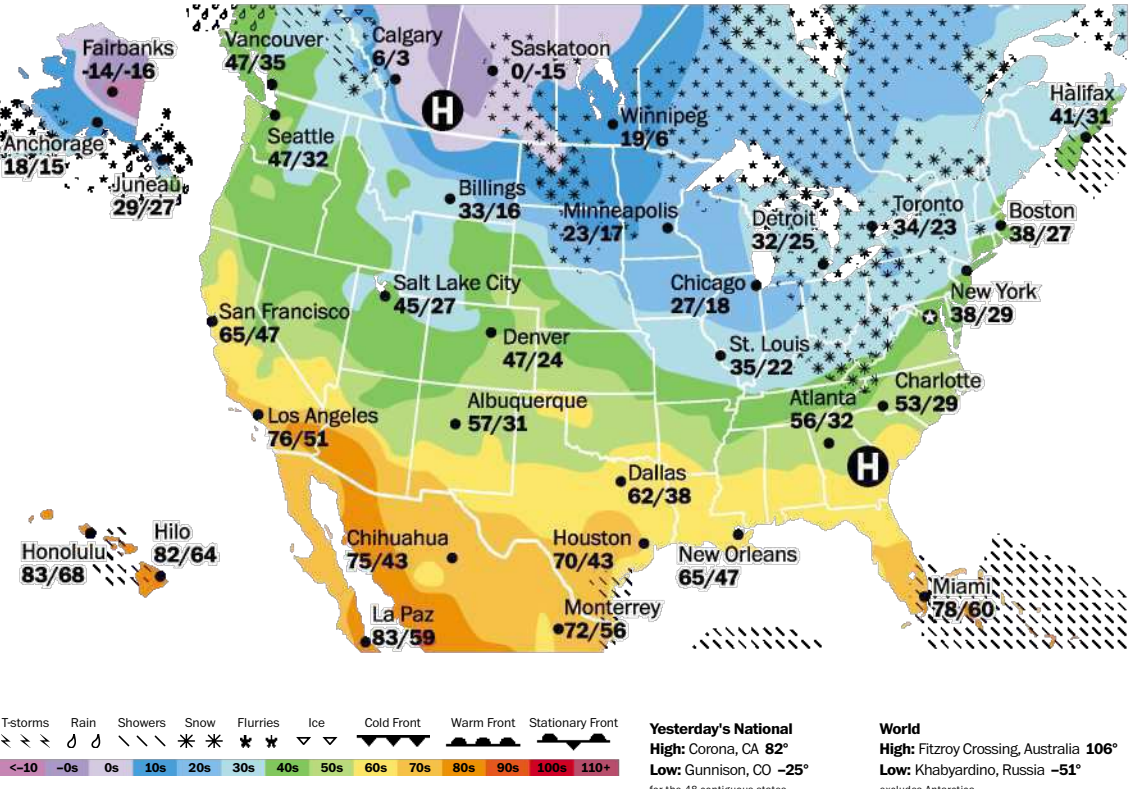 Fairbanks
-14/-16
Anchorage
18/15
Juneau
29/27
Vancouver
47/35
Calgary
6/3
Saskatoon
0/-15
H
Winnipeg
19/6
Seattle
47/32
Halifax
41/31
Billings
33/16
Minneapolis
23/17
Detroit
32/25
Toronto
34/23
Boston
38/27
Salt Lake City
45/27
Chicago
27/18
New York
38/29
San Francisco
65/47
Denver
47/24
St. Louis
35/22
Charlotte
53/29
Los Angeles
76/51
Albuquerque
57/31
Atlanta
56/32
H
Dallas
62/38
Honolulu
83/68
Hilo
82/64
Chihuahua
75/43
Houston
70/43
New Orleans
65/47
La Paz
83/59
Monterrey
72/56
Miami
78/60
T-storms Rain Showers Snow Flurries Ice Cold Front Warm Front Stationary Front
<–10 –0s 0s 10s 20s 30s 40s 50s 60s 70s 80s 90s 100s 110+
Yesterday's National
High: Corona, CA 82°
Low: Gunnison, CO –25°
for the 48 contiguous states
World
High: Fitzroy Crossing, Australia 106°
Low: Khabyardino, Russia –51°
excludes Antarctica